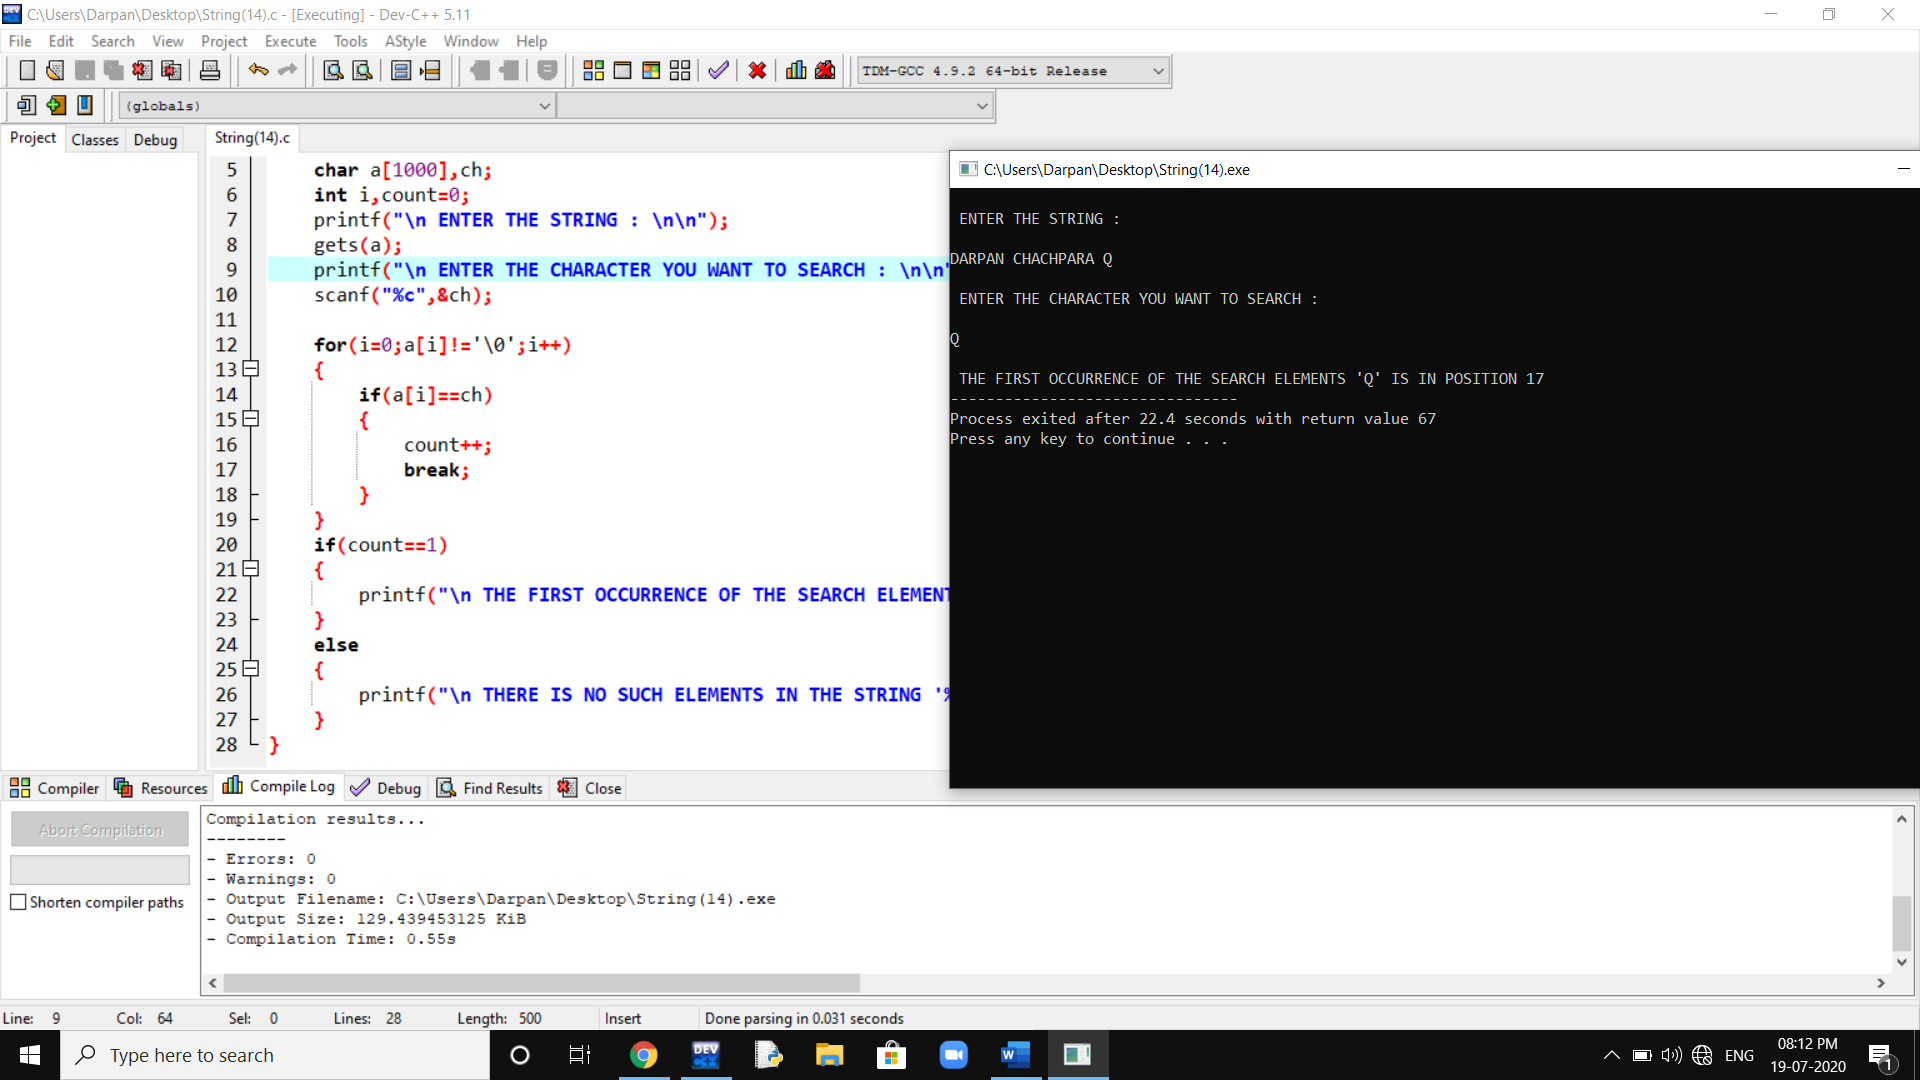 C:\Users\Darpan\Desktop\String(14).c - [Executing] - Dev-C++ 5.11
File Edit Search View Project Execute Tools AStyle Window Help
TDM-GCC 4.9.2 64-bit Release
(globals)
Project Classes Debug
String(14).c
5 char a[1000],ch;
6 int i,count=0;
7 printf("\n ENTER THE STRING : \n\n");
8 gets(a);
9 printf("\n ENTER THE CHARACTER YOU WANT TO SEARCH : \n\n"
10 scanf("%c",&ch);
11
12 for(i=0;a[i]!='\0';i++)
13 {
14 if(a[i]==ch)
15 {
16 count++;
17 break;
18 }
19 }
20 if(count==1)
21 {
22 printf("\n THE FIRST OCCURRENCE OF THE SEARCH ELEMENT
23 }
24 else
25 {
26 printf("\n THERE IS NO SUCH ELEMENTS IN THE STRING '%
27 }
28 }
C:\Users\Darpan\Desktop\String(14).exe
ENTER THE STRING :
DARPAN CHACHPARA Q
ENTER THE CHARACTER YOU WANT TO SEARCH :
Q
THE FIRST OCCURRENCE OF THE SEARCH ELEMENTS 'Q' IS IN POSITION 17
--------------------------------
Process exited after 22.4 seconds with return value 67
Press any key to continue . . .
Compiler Resources Compile Log Debug Find Results Close
Abort Compilation
Shorten compiler paths
Compilation results...
--------
- Errors: 0
- Warnings: 0
- Output Filename: C:\Users\Darpan\Desktop\String(14).exe
- Output Size: 129.439453125 KiB
- Compilation Time: 0.55s
Line: 9 Col: 64 Sel: 0 Lines: 28 Length: 500 Insert Done parsing in 0.031 seconds
Type here to search
DEV
ENG
08:12 PM
19-07-2020
1